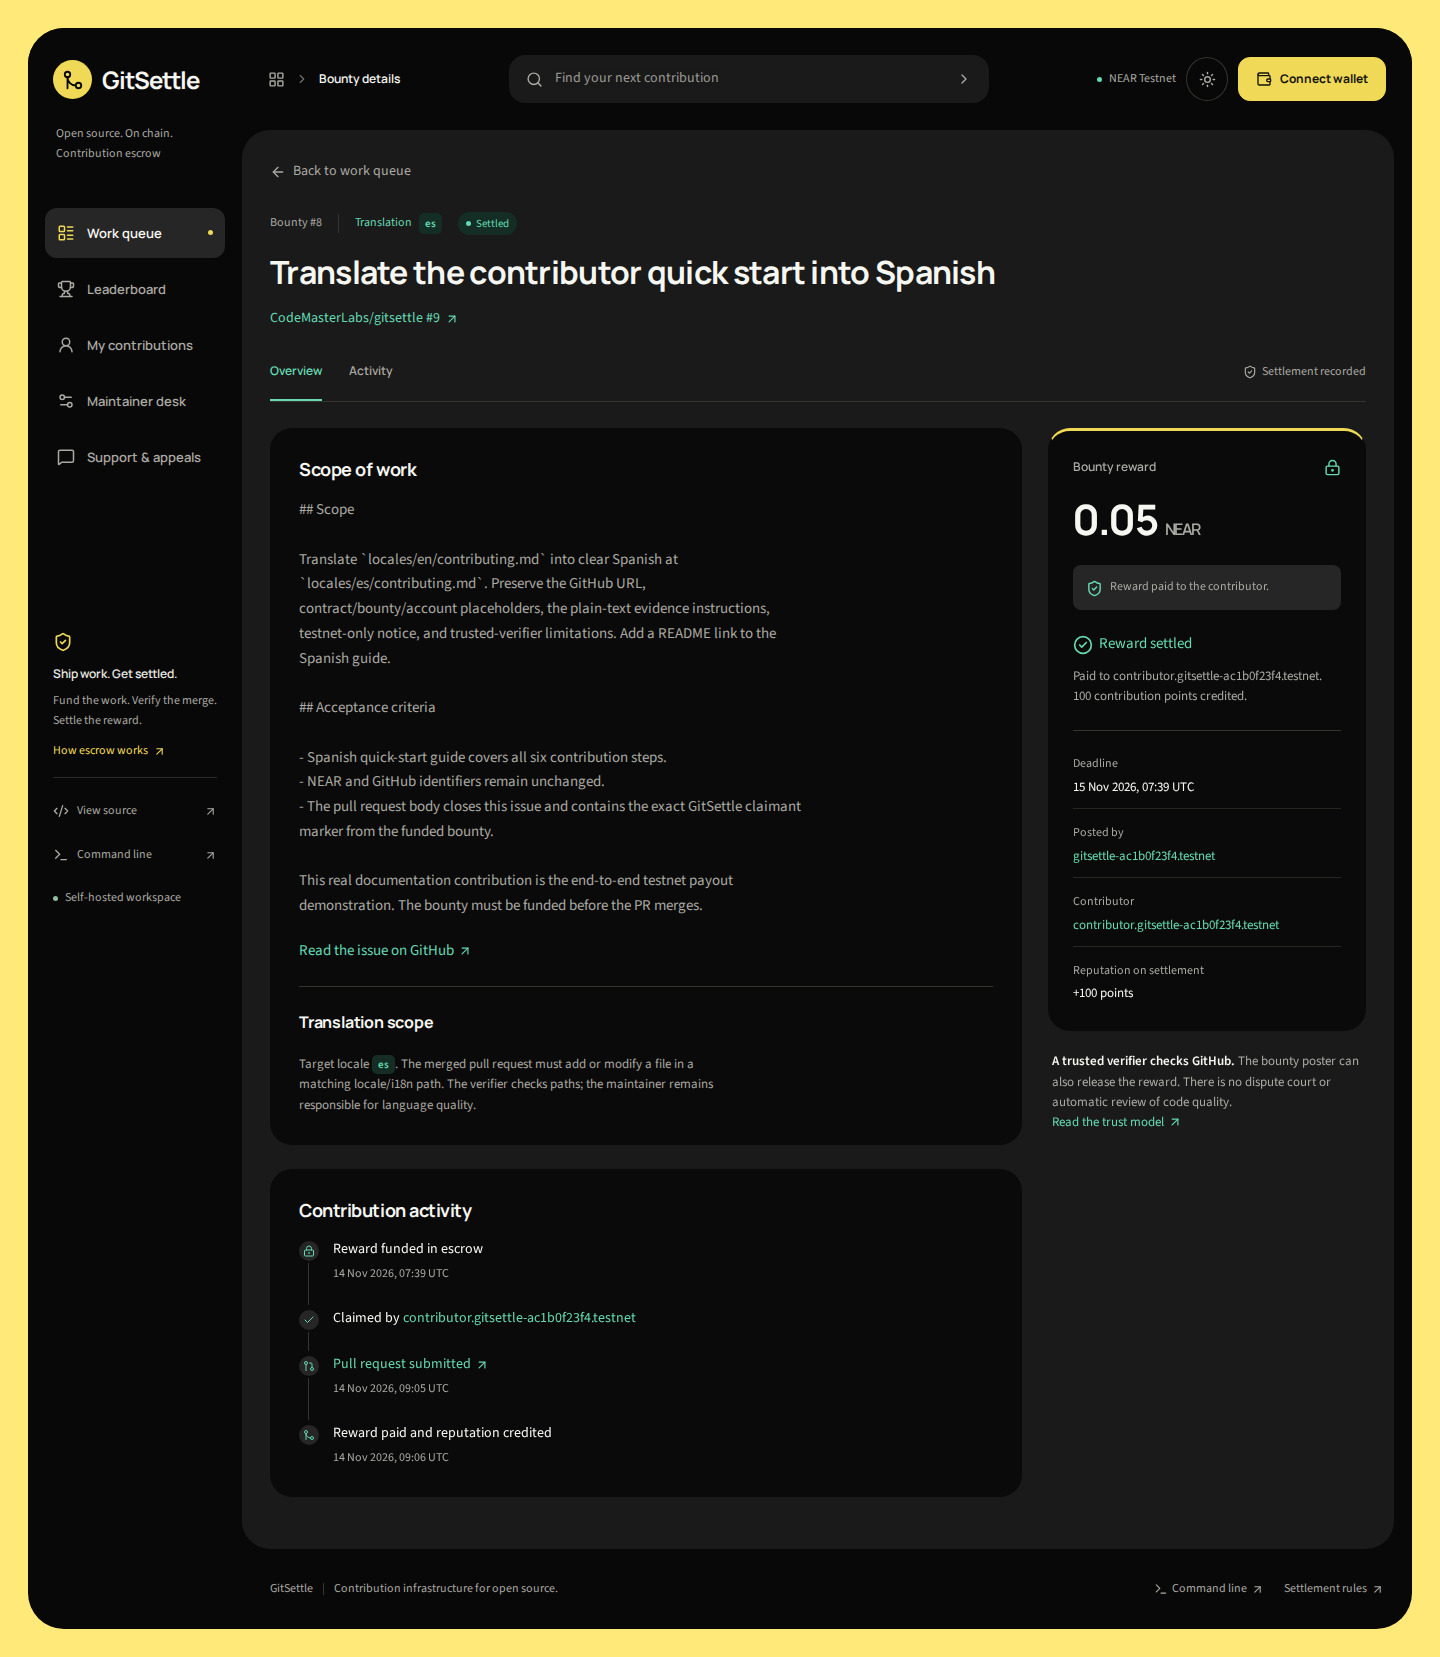 GitSettle
Open source. On chain.
Contribution escrow
Bounty details
Find your next contribution
NEAR Testnet
Connect wallet
Work queue
Leaderboard
My contributions
Maintainer desk
Support & appeals
Ship work. Get settled.
Fund the work. Verify the merge.
Settle the reward.
How escrow works
View source
Command line
Self-hosted workspace
Back to work queue
Bounty #8
Translation es
Settled
Translate the contributor quick start into Spanish
CodeMasterLabs/gitsettle #9
Overview
Activity
Settlement recorded
Scope of work
## Scope
Translate `locales/en/contributing.md` into clear Spanish at
`locales/es/contributing.md`. Preserve the GitHub URL,
contract/bounty/account placeholders, the plain-text evidence instructions,
testnet-only notice, and trusted-verifier limitations. Add a README link to the
Spanish guide.
## Acceptance criteria
- Spanish quick-start guide covers all six contribution steps.
- NEAR and GitHub identifiers remain unchanged.
- The pull request body closes this issue and contains the exact GitSettle claimant
marker from the funded bounty.
This real documentation contribution is the end-to-end testnet payout
demonstration. The bounty must be funded before the PR merges.
Read the issue on GitHub
Translation scope
Target locale es. The merged pull request must add or modify a file in a
matching locale/i18n path. The verifier checks paths; the maintainer remains
responsible for language quality.
Bounty reward
0.05 NEAR
Reward paid to the contributor.
Reward settled
Paid to contributor.gitsettle-ac1b0f23f4.testnet.
100 contribution points credited.
Deadline
15 Nov 2026, 07:39 UTC
Posted by
gitsettle-ac1b0f23f4.testnet
Contributor
contributor.gitsettle-ac1b0f23f4.testnet
Reputation on settlement
+100 points
A trusted verifier checks GitHub. The bounty poster can
also release the reward. There is no dispute court or
automatic review of code quality.
Read the trust model
Contribution activity
Reward funded in escrow
14 Nov 2026, 07:39 UTC
Claimed by contributor.gitsettle-ac1b0f23f4.testnet
Pull request submitted
14 Nov 2026, 09:05 UTC
Reward paid and reputation credited
14 Nov 2026, 09:06 UTC
GitSettle
Contribution infrastructure for open source.
Command line
Settlement rules